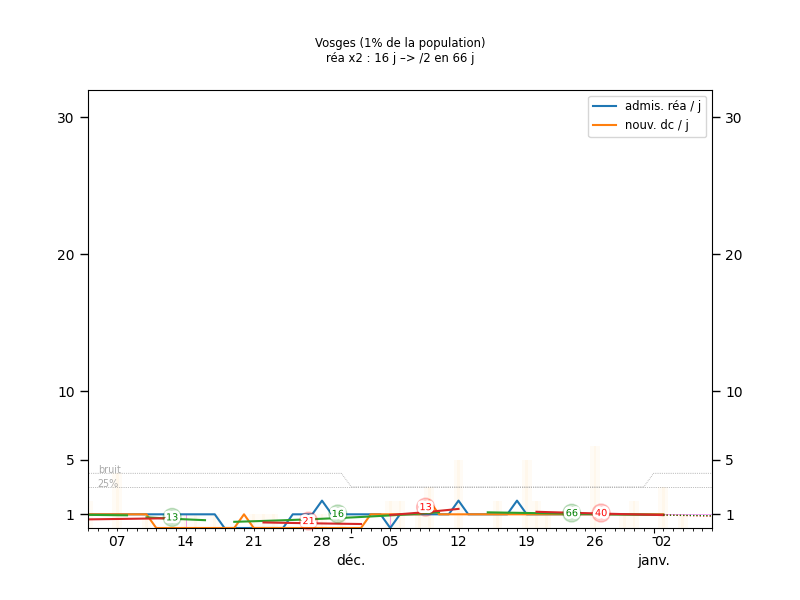 Vosges (1% de la population)
réa x2 : 16 j –> /2 en 66 j
admis. réa / j
nouv. dc / j
30 30
20 20
10 10
5 5
bruit
25%
1 1
13 21 16 13 66 40
07 14 21 28 - 05 12 19 26 02
déc. janv.